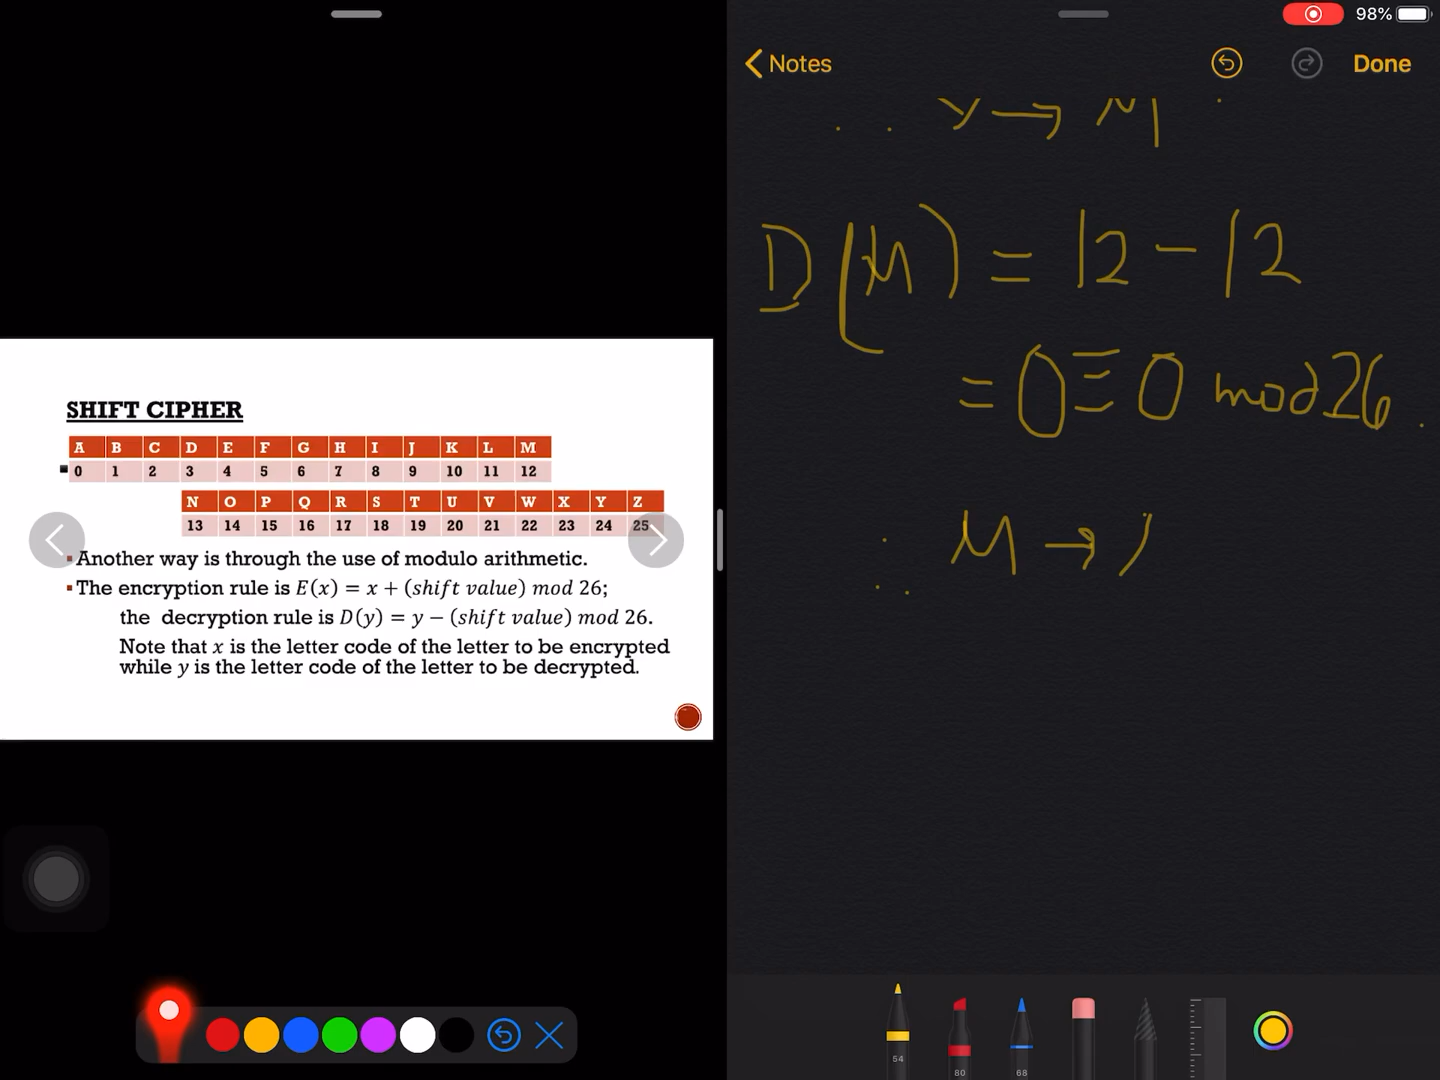 98%
Notes
Done
y → M
D(M) = 12 - 12
= 0 ≡ 0 mod 26.
∴ M →
SHIFT CIPHER
A B C D E F G H I J K L M
0 1 2 3 4 5 6 7 8 9 10 11 12
N O P Q R S T U V W X Y Z
13 14 15 16 17 18 19 20 21 22 23 24 25
▪ Another way is through the use of modulo arithmetic.
▪ The encryption rule is E(x) = x + (shift value) mod 26;
the decryption rule is D(y) = y − (shift value) mod 26.
Note that x is the letter code of the letter to be encrypted
while y is the letter code of the letter to be decrypted.
54
80
68